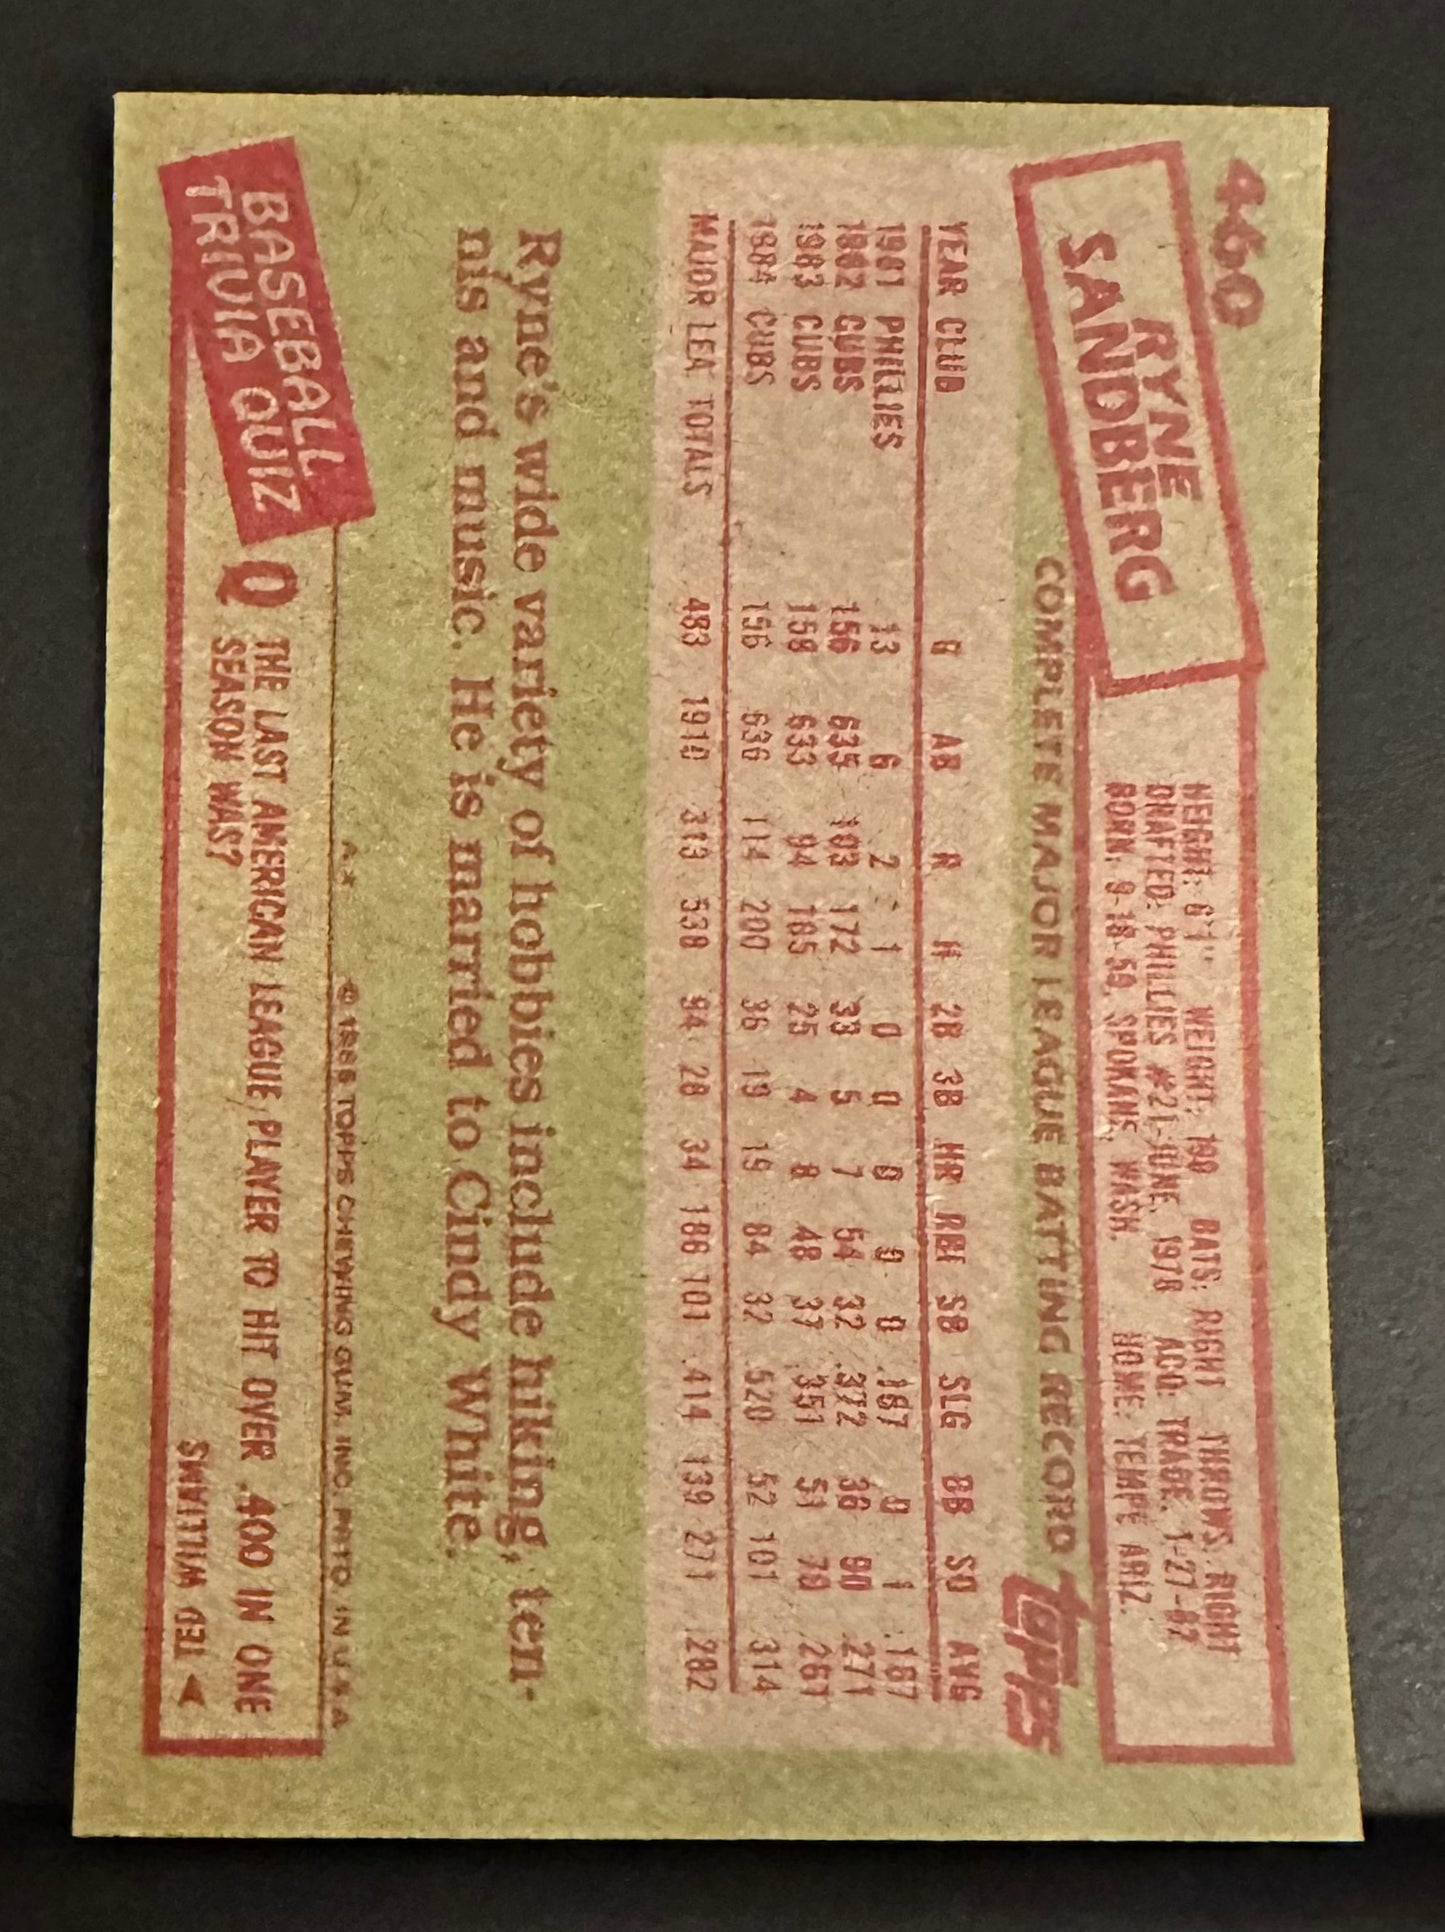 460
RYNE
SANDBERG
HEIGHT: 6'1" WEIGHT: 190 BATS: RIGHT THROWS: RIGHT
DRAFTED: PHILLIES #21-JUNE, 1978 ACQ: TRADE, 1-27-82
BORN: 9-18-59, SPOKANE, WASH. HOME: TEMPE ARIZ.
COMPLETE MAJOR LEAGUE BATTING RECORD
topps
YEAR CLUB G AB R H 2B 3B HR RBI SB SLG BB SO AVG
1981 PHILLIES 13 6 2 1 0 0 0 0 0 .167 0 1 .167
1982 CUBS 156 635 103 172 33 5 7 54 32 .372 36 90 .271
1983 CUBS 158 633 94 165 25 4 8 48 37 .351 51 79 .261
1984 CUBS 156 636 114 200 36 19 19 84 32 .520 52 101 .314
MAJOR LEA. TOTALS 483 1910 313 538 94 28 34 186 101 .414 139 271 .282
Ryne's wide variety of hobbies include hiking, ten-
nis and music. He is married to Cindy White.
A★ © 1985 TOPPS CHEWING GUM, INC. PRTD. IN U.S.A.
BASEBALL
TRIVIA QUIZ
Q THE LAST AMERICAN LEAGUE PLAYER TO HIT OVER .400 IN ONE
SEASON WAS?
TED WILLIAMS